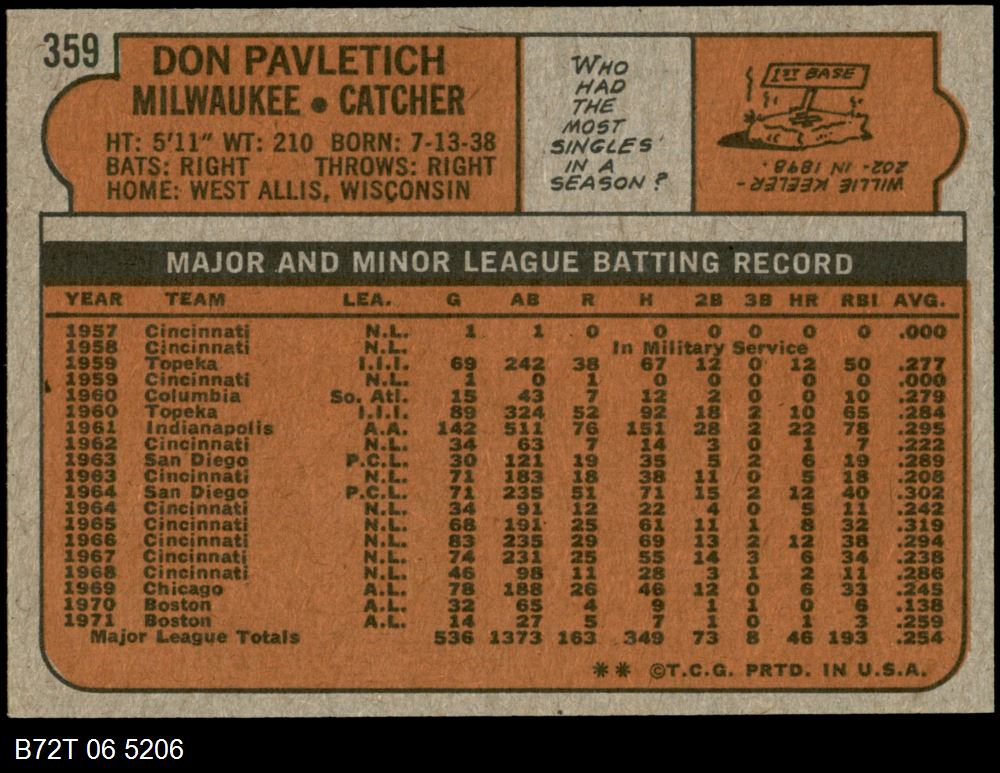 359
DON PAVLETICH
MILWAUKEE • CATCHER
HT: 5'11" WT: 210 BORN: 7-13-38
BATS: RIGHT THROWS: RIGHT
HOME: WEST ALLIS, WISCONSIN
WHO
HAD
THE
MOST
SINGLES
IN A
SEASON?
1ST BASE
WILLIE KEELER-
202 - IN 1898.
MAJOR AND MINOR LEAGUE BATTING RECORD
YEAR TEAM LEA. G AB R H 2B 3B HR RBI AVG.
1957 Cincinnati N.L. 1 1 0 0 0 0 0 0 .000
1958 Cincinnati N.L. In Military Service
1959 Topeka I.I.I. 69 242 38 67 12 0 12 50 .277
1959 Cincinnati N.L. 1 0 1 0 0 0 0 0 .000
1960 Columbia So. Atl. 15 43 7 12 2 0 0 10 .279
1960 Topeka I.I.I. 89 324 52 92 18 2 10 65 .284
1961 Indianapolis A.A. 142 511 76 151 28 2 22 78 .295
1962 Cincinnati N.L. 34 63 7 14 3 0 1 7 .222
1963 San Diego P.C.L. 30 121 19 35 5 2 6 19 .289
1963 Cincinnati N.L. 71 183 18 38 11 0 5 18 .208
1964 San Diego P.C.L. 71 235 51 71 15 2 12 40 .302
1964 Cincinnati N.L. 34 91 12 22 4 0 5 11 .242
1965 Cincinnati N.L. 68 191 25 61 11 1 8 32 .319
1966 Cincinnati N.L. 83 235 29 69 13 2 12 38 .294
1967 Cincinnati N.L. 74 231 25 55 14 3 6 34 .238
1968 Cincinnati N.L. 46 98 11 28 3 1 2 11 .286
1969 Chicago A.L. 78 188 26 46 12 0 6 33 .245
1970 Boston A.L. 32 65 4 9 1 1 0 6 .138
1971 Boston A.L. 14 27 5 7 1 0 1 3 .259
Major League Totals 536 1373 163 349 73 8 46 193 .254
** ©T.C.G. PRTD. IN U.S.A.
B72T 06 5206